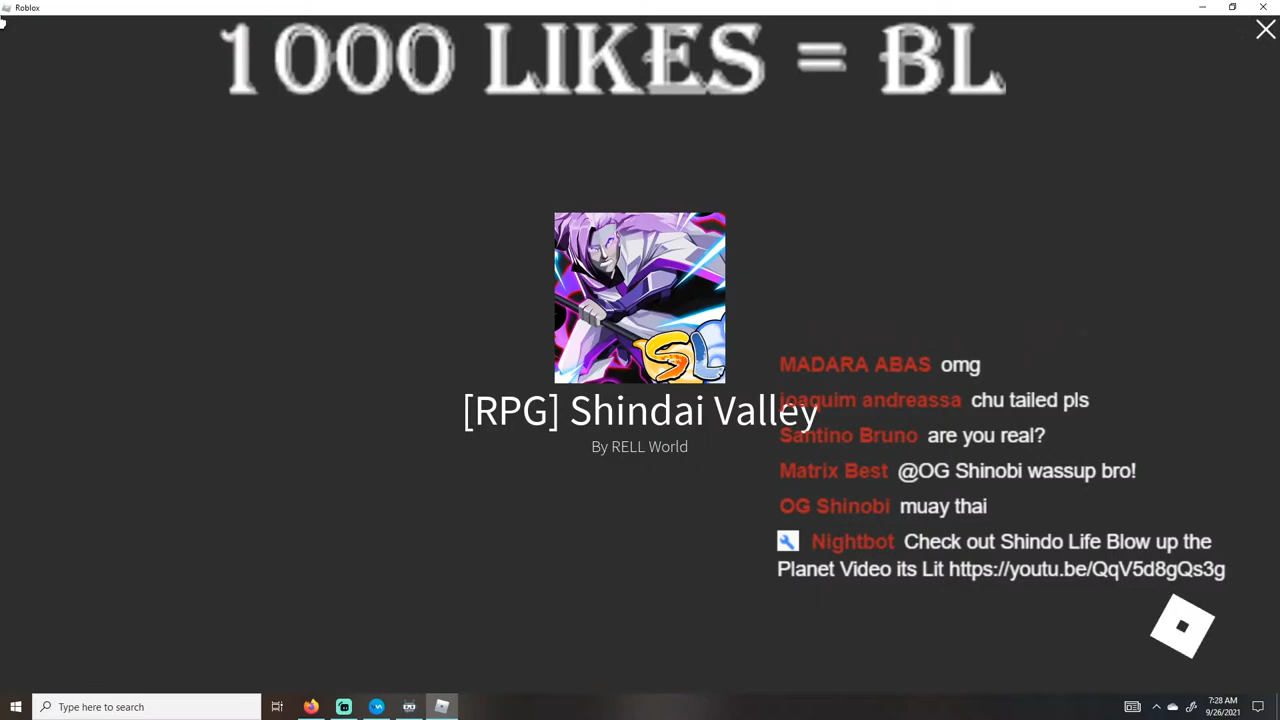 Roblox
1000 LIKES = BL
SL
[RPG] Shindai Valley
By RELL World
MADARA ABAS omg
joaquim andreassa chu tailed pls
Santino Bruno are you real?
Matrix Best @OG Shinobi wassup bro!
OG Shinobi muay thai
Nightbot Check out Shindo Life Blow up the
Planet Video its Lit https://youtu.be/QqV5d8gQs3g
Type here to search
7:28 AM
9/26/2021